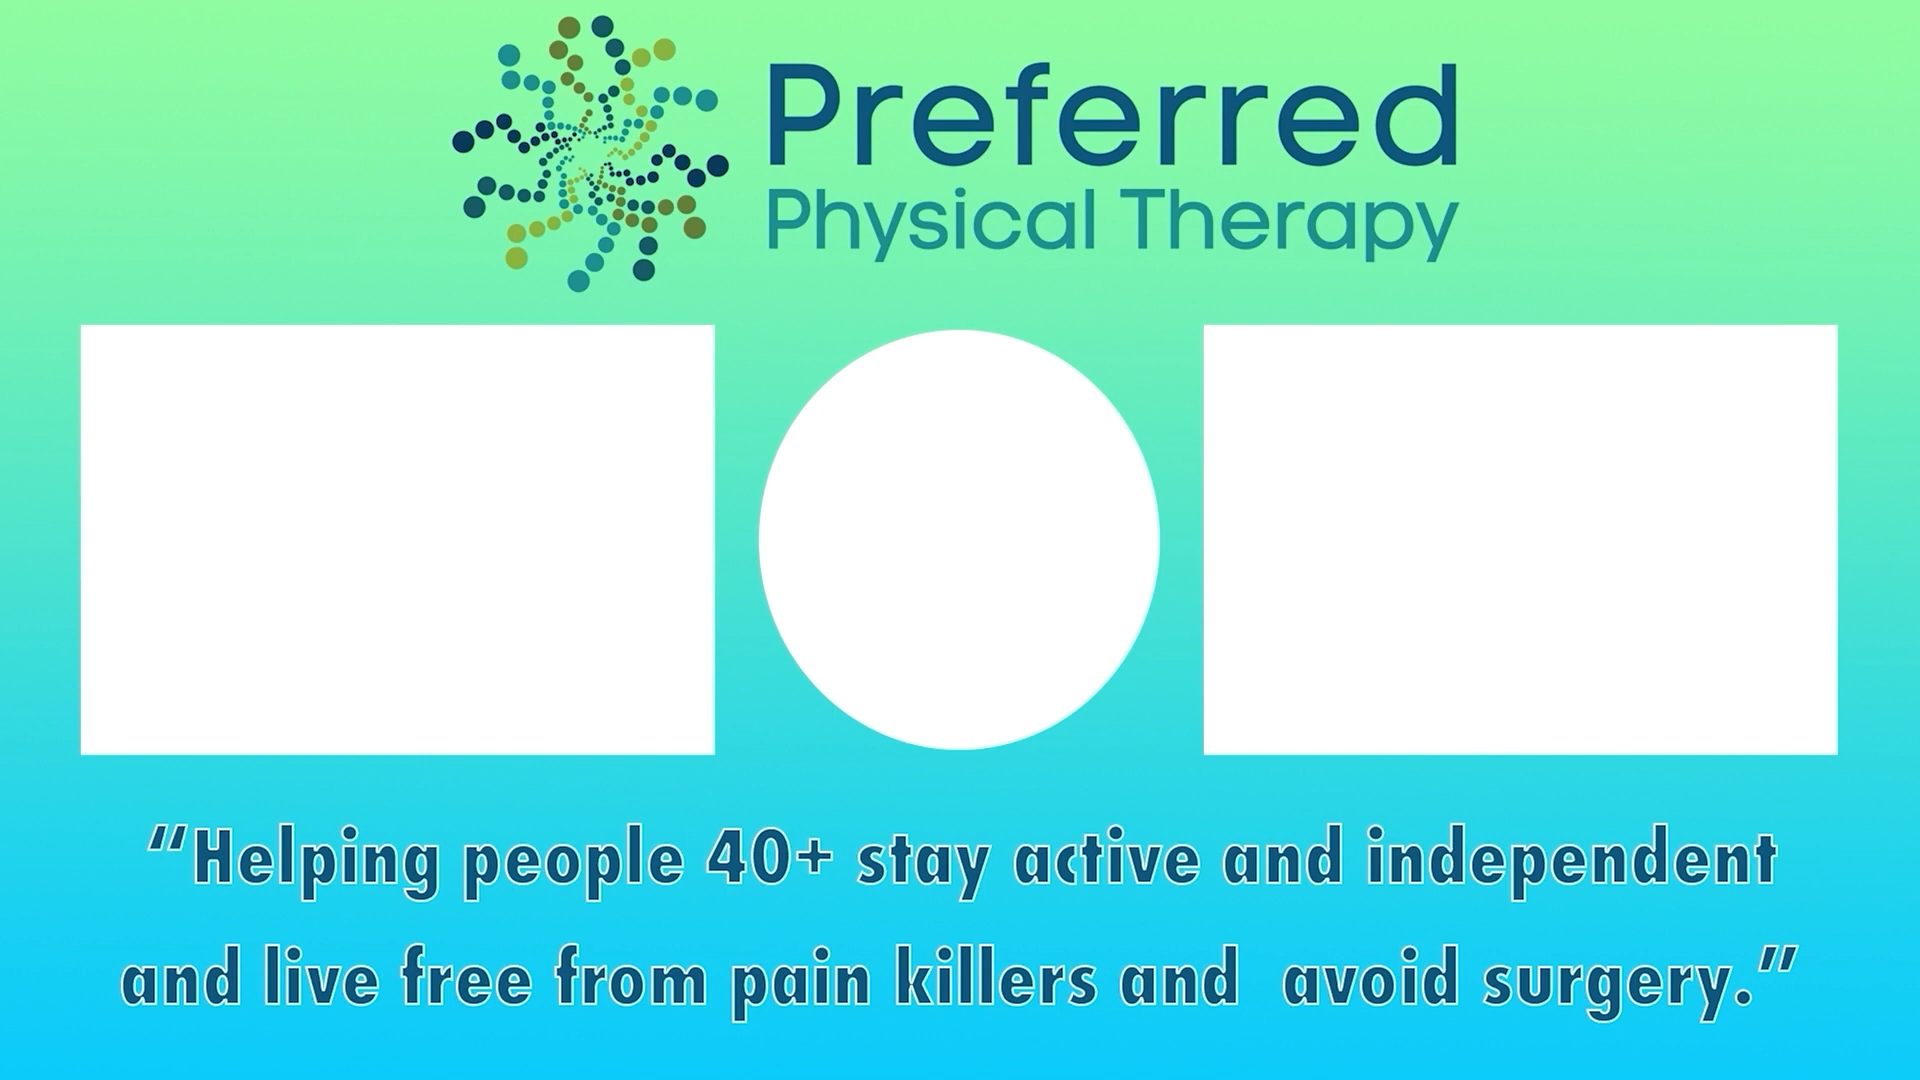 Preferred
Physical Therapy
“Helping people 40+ stay active and independent
and live free from pain killers and  avoid surgery.”